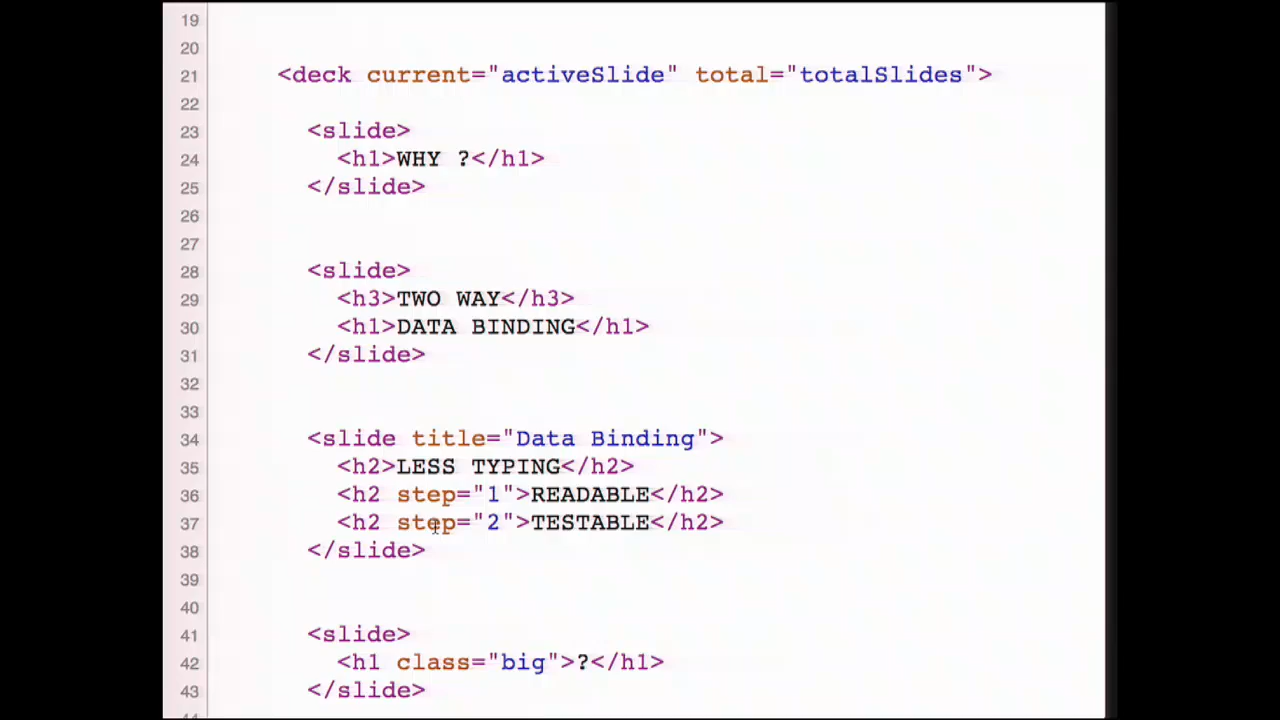 19
20
21 <deck current="activeSlide" total="totalSlides">
22
23 <slide>
24 <h1>WHY ?</h1>
25 </slide>
26
27
28 <slide>
29 <h3>TWO WAY</h3>
30 <h1>DATA BINDING</h1>
31 </slide>
32
33
34 <slide title="Data Binding">
35 <h2>LESS TYPING</h2>
36 <h2 step="1">READABLE</h2>
37 <h2 step="2">TESTABLE</h2>
38 </slide>
39
40
41 <slide>
42 <h1 class="big">?</h1>
43 </slide>